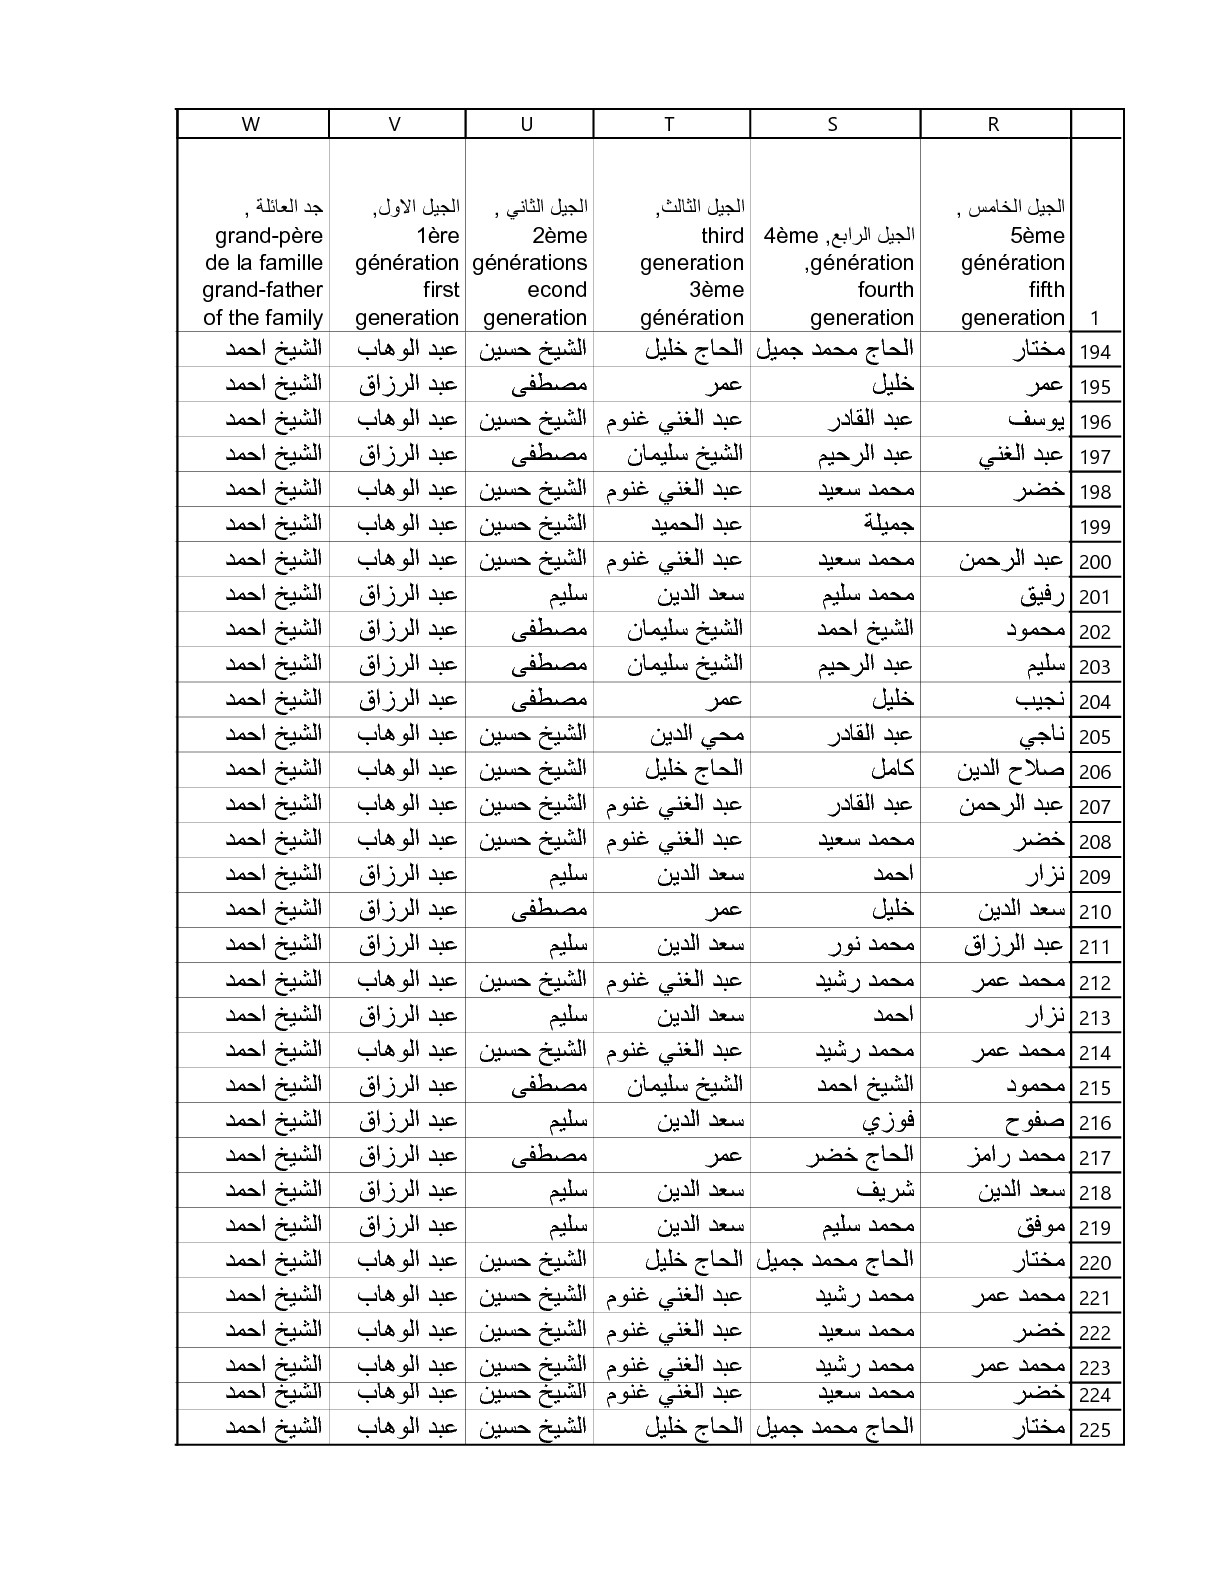 W V U T S R
جد العائلة , grand-père de la famille grand-father of the family
الجيل الاول, 1ère génération first generation
الجيل الثاني , 2ème générations econd generation
الجيل الثالث, third generation 3ème génération
الجيل الرابع, 4ème génération, fourth generation
الجيل الخامس , 5ème génération fifth generation
1
194 مختار الحاج محمد جميل الحاج خليل الشيخ حسين عبد الوهاب الشيخ احمد
195 عمر خليل عمر مصطفى عبد الرزاق الشيخ احمد
196 يوسف عبد القادر عبد الغني غنوم الشيخ حسين عبد الوهاب الشيخ احمد
197 عبد الغني عبد الرحيم الشيخ سليمان مصطفى عبد الرزاق الشيخ احمد
198 خضر محمد سعيد عبد الغني غنوم الشيخ حسين عبد الوهاب الشيخ احمد
199 جميلة عبد الحميد الشيخ حسين عبد الوهاب الشيخ احمد
200 عبد الرحمن محمد سعيد عبد الغني غنوم الشيخ حسين عبد الوهاب الشيخ احمد
201 رفيق محمد سليم سعد الدين سليم عبد الرزاق الشيخ احمد
202 محمود الشيخ احمد الشيخ سليمان مصطفى عبد الرزاق الشيخ احمد
203 سليم عبد الرحيم الشيخ سليمان مصطفى عبد الرزاق الشيخ احمد
204 نجيب خليل عمر مصطفى عبد الرزاق الشيخ احمد
205 ناجي عبد القادر محي الدين الشيخ حسين عبد الوهاب الشيخ احمد
206 صلاح الدين كامل الحاج خليل الشيخ حسين عبد الوهاب الشيخ احمد
207 عبد الرحمن عبد القادر عبد الغني غنوم الشيخ حسين عبد الوهاب الشيخ احمد
208 خضر محمد سعيد عبد الغني غنوم الشيخ حسين عبد الوهاب الشيخ احمد
209 نزار احمد سعد الدين سليم عبد الرزاق الشيخ احمد
210 سعد الدين خليل عمر مصطفى عبد الرزاق الشيخ احمد
211 عبد الرزاق محمد نور سعد الدين سليم عبد الرزاق الشيخ احمد
212 محمد عمر محمد رشيد عبد الغني غنوم الشيخ حسين عبد الوهاب الشيخ احمد
213 نزار احمد سعد الدين سليم عبد الرزاق الشيخ احمد
214 محمد عمر محمد رشيد عبد الغني غنوم الشيخ حسين عبد الوهاب الشيخ احمد
215 محمود الشيخ احمد الشيخ سليمان مصطفى عبد الرزاق الشيخ احمد
216 صفوح فوزي سعد الدين سليم عبد الرزاق الشيخ احمد
217 محمد رامز الحاج خضر عمر مصطفى عبد الرزاق الشيخ احمد
218 سعد الدين شريف سعد الدين سليم عبد الرزاق الشيخ احمد
219 موفق محمد سليم سعد الدين سليم عبد الرزاق الشيخ احمد
220 مختار الحاج محمد جميل الحاج خليل الشيخ حسين عبد الوهاب الشيخ احمد
221 محمد عمر محمد رشيد عبد الغني غنوم الشيخ حسين عبد الوهاب الشيخ احمد
222 خضر محمد سعيد عبد الغني غنوم الشيخ حسين عبد الوهاب الشيخ احمد
223 محمد عمر محمد رشيد عبد الغني غنوم الشيخ حسين عبد الوهاب الشيخ احمد
224 خضر محمد سعيد عبد الغني غنوم الشيخ حسين عبد الوهاب الشيخ احمد
225 مختار الحاج محمد جميل الحاج خليل الشيخ حسين عبد الوهاب الشيخ احمد